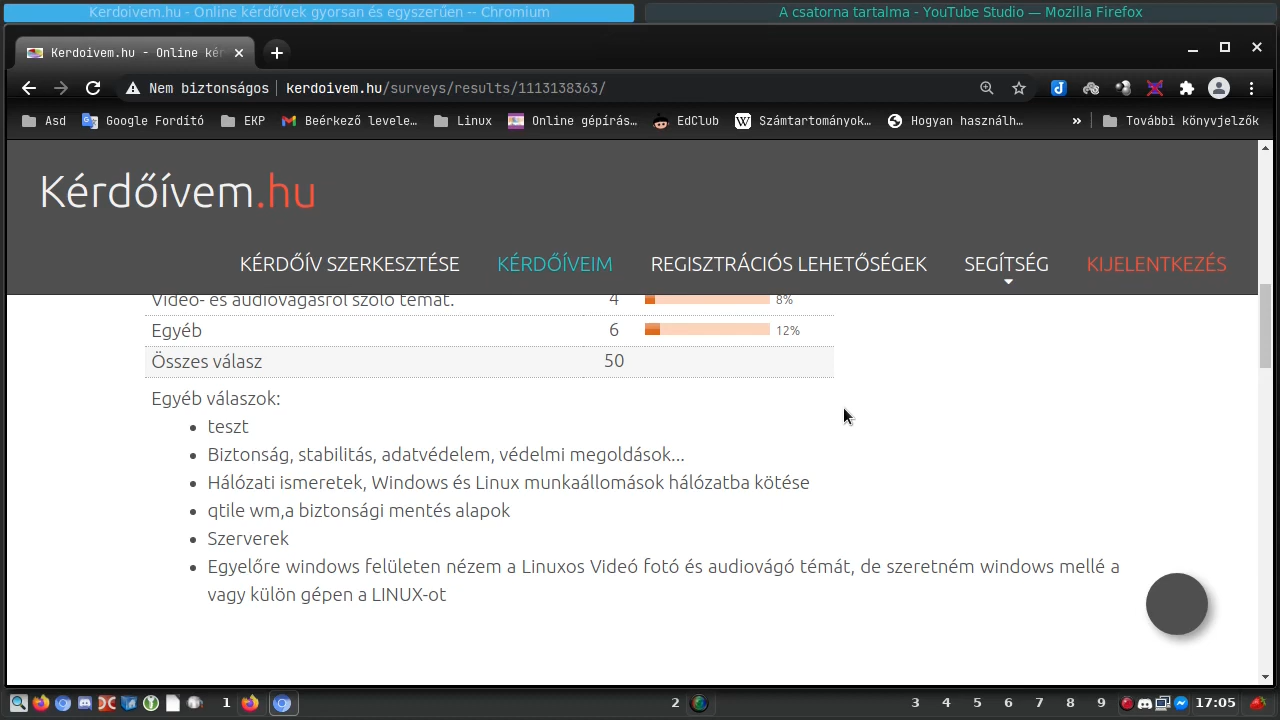 Kerdoivem.hu - Online kérdőívek gyorsan és egyszerűen -- Chromium
A csatorna tartalma - YouTube Studio — Mozilla Firefox
Kerdoivem.hu - Online kér
Nem biztonságos
kerdoivem.hu/surveys/results/1113138363/
Asd
Google Fordító
EKP
Beérkező levele…
Linux
Online gépírás…
EdClub
Számtartományok…
Hogyan használh…
»
További könyvjelzők
Kérdőívem.hu
KÉRDŐÍV SZERKESZTÉSE
KÉRDŐÍVEIM
REGISZTRÁCIÓS LEHETŐSÉGEK
SEGÍTSÉG
KIJELENTKEZÉS
Videó- és audióvágásról szóló témát. 4 8%
Egyéb 6 12%
Összes válasz 50
Egyéb válaszok:
teszt
Biztonság, stabilitás, adatvédelem, védelmi megoldások...
Hálózati ismeretek, Windows és Linux munkaállomások hálózatba kötése
qtile wm,a biztonsági mentés alapok
Szerverek
Egyelőre windows felületen nézem a Linuxos Videó fotó és audiovágó témát, de szeretném windows mellé a
vagy külön gépen a LINUX-ot
1 2 3 4 5 6 7 8 9 17:05